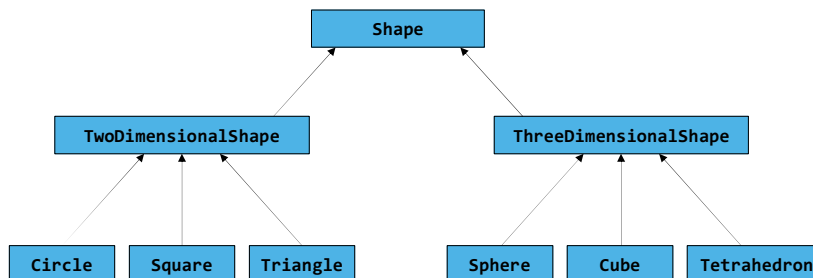 Shape
TwoDimensionalShape
ThreeDimensionalShape
Circle
Square
Triangle
Sphere
Cube
Tetrahedron